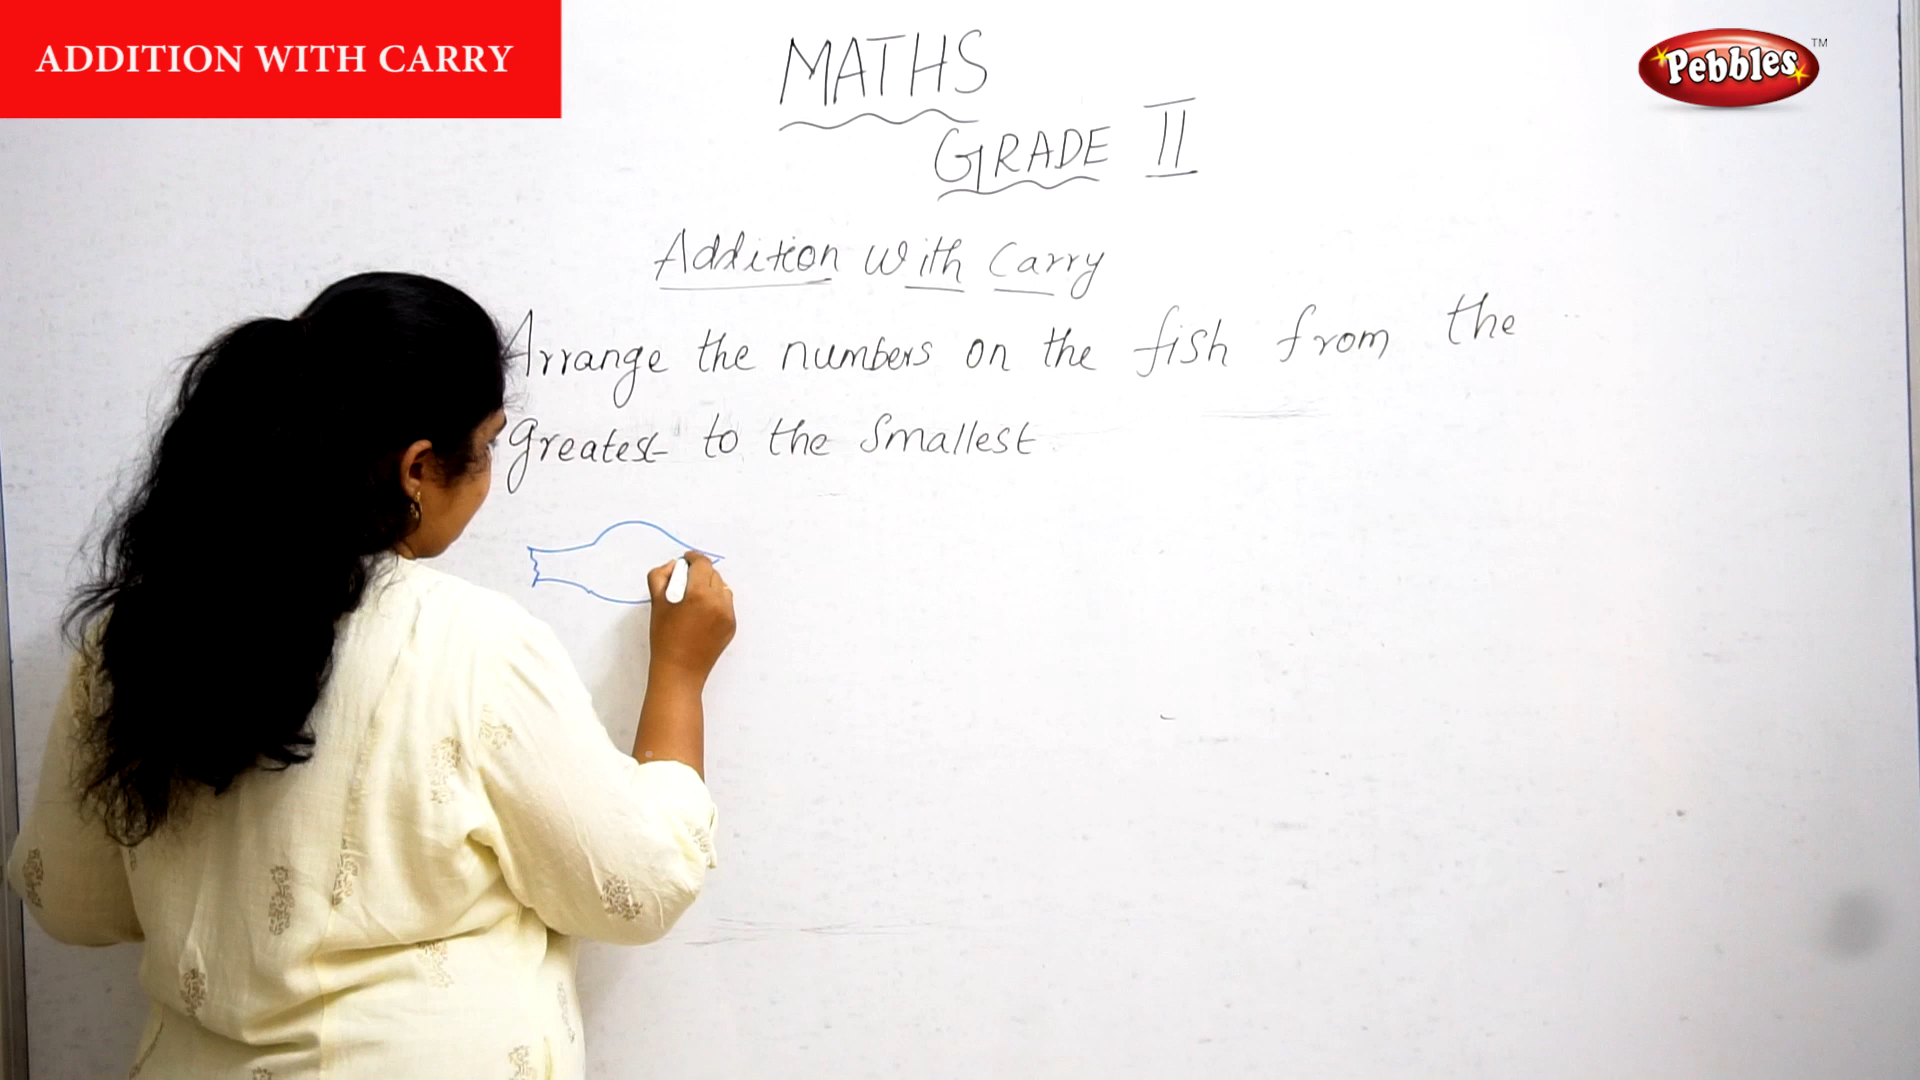 ADDITION WITH CARRY
Pebbles TM
MATHS
GRADE II
Addition With Carry
Arrange the numbers on the fish from the
greatest to the smallest